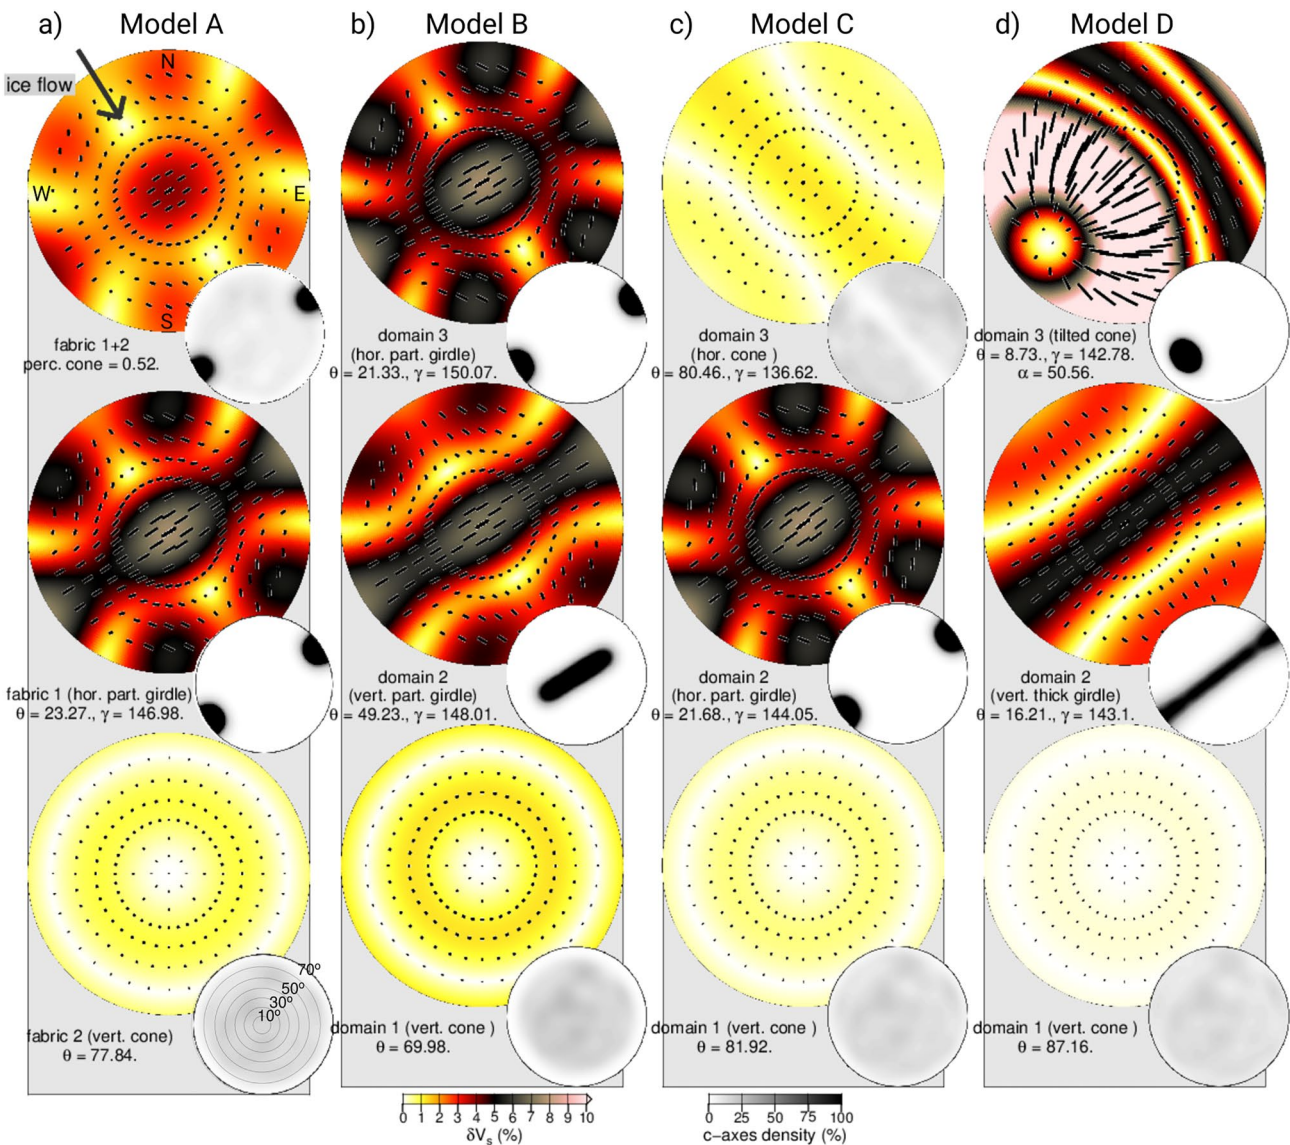 a) Model A
b) Model B
c) Model C
d) Model D
ice flow
N
W
E
S
fabric 1+2
perc. cone = 0.52.
domain 3
(hor. part. girdle)
θ = 21.33., γ = 150.07.
domain 3
(hor. cone )
θ = 80.46., γ = 136.62.
domain 3 (tilted cone)
θ = 8.73., γ = 142.78.
α = 50.56.
fabric 1 (hor. part. girdle)
θ = 23.27., γ = 146.98.
domain 2
(vert. part. girdle)
θ = 49.23., γ = 148.01.
domain 2
(hor. part. girdle)
θ = 21.68., γ = 144.05.
domain 2
(vert. thick girdle)
θ = 16.21., γ = 143.1.
70º
50º
30º
10º
fabric 2 (vert. cone)
θ = 77.84.
domain 1 (vert. cone )
θ = 69.98.
domain 1 (vert. cone )
θ = 81.92.
domain 1 (vert. cone )
θ = 87.16.
0 1 2 3 4 5 6 7 8 9 10
δVs (%)
0 25 50 75 100
c-axes density (%)